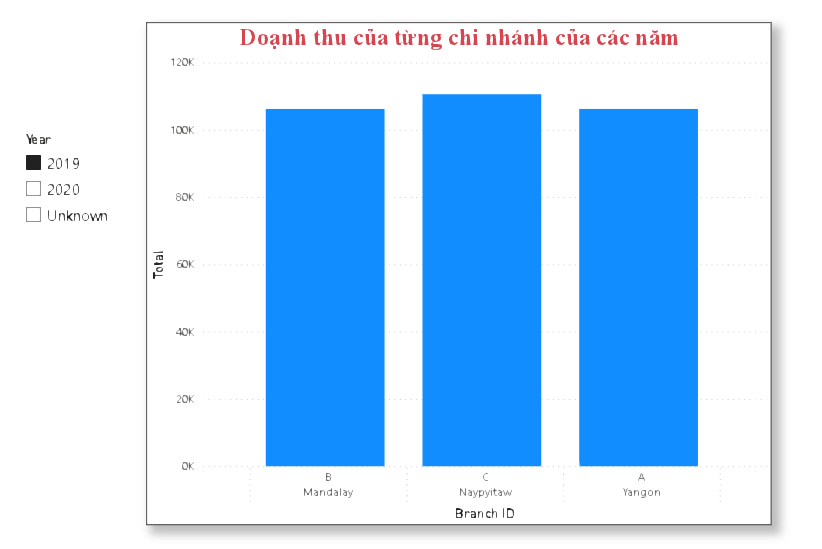 Doạnh thu của từng chi nhánh của các năm
Year
2019
2020
Unknown
Total
120K
100K
80K
60K
40K
20K
0K
B C A
Mandalay Naypyitaw Yangon
Branch ID